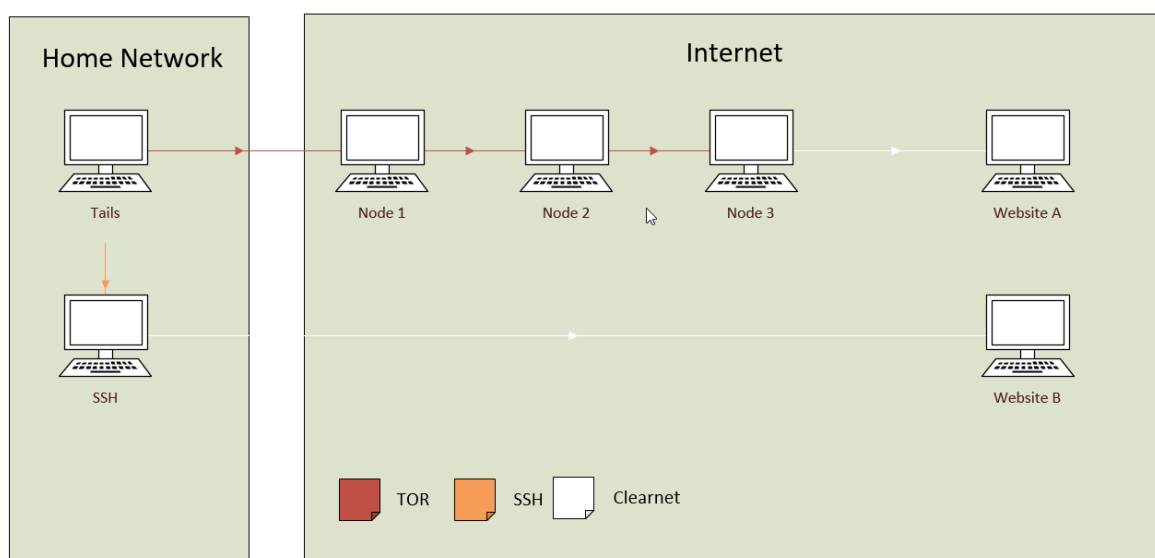 Home Network
Internet
Tails
Node 1
Node 2
Node 3
Website A
SSH
Website B
TOR
SSH
Clearnet